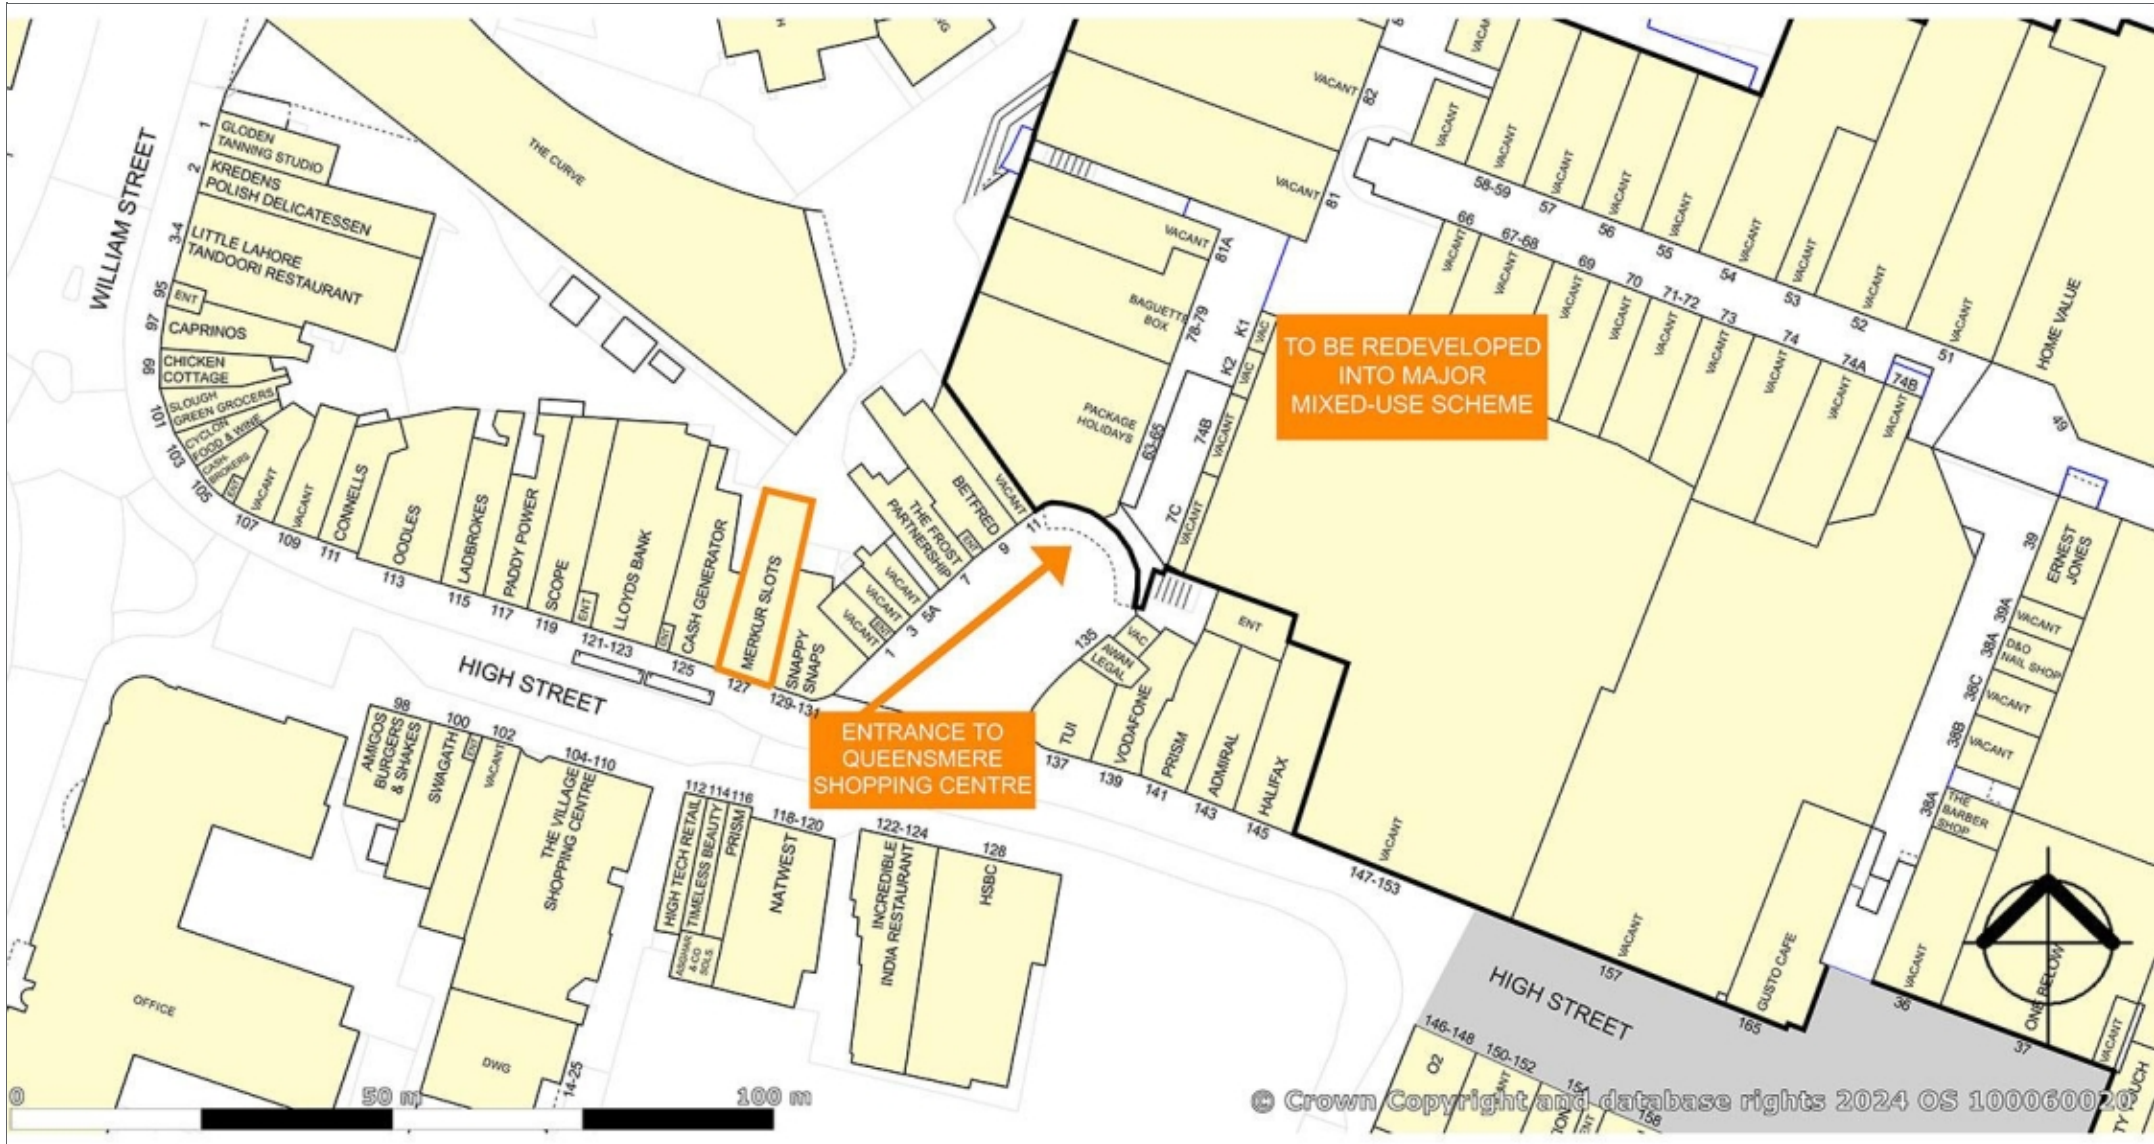 WILLIAM STREET
1
GLODEN
TANNING STUDIO
2
KREDENS
POLISH DELICATESSEN
3-4
LITTLE LAHORE
TANDOORI RESTAURANT
95
ENT
97
CAPRINOS
99
CHICKEN
COTTAGE
101
SLOUGH
GREEN GROCERS
103
CYCLON
FOOD & WINE
105
CASH-
BROKERS
ENT
107
VACANT
109
VACANT
111
CONNELLS
113
OODLES
115
LADBROKES
117
PADDY POWER
119
SCOPE
ENT
121-123
LLOYDS BANK
ENT
125
CASH GENERATOR
127
MERKUR SLOTS
129-131
SNAPPY
SNAPS
1
VACANT
ENT
3
VACANT
5A
VACANT
7
THE FROST
PARTNERSHIP
ENT
9
BETFRED
11
VACANT
THE CURVE
HIGH STREET
ENTRANCE TO
QUEENSMERE
SHOPPING CENTRE
TO BE REDEVELOPED
INTO MAJOR
MIXED-USE SCHEME
VACANT
82
VACANT
81
VACANT
81A
BAGUETTE
BOX
78-79
PACKAGE
HOLIDAYS
63-65
K1
VAC
K2
VAC
74B
VACANT
7C
VACANT
VACANT
VACANT
58-59
VACANT
57
VACANT
56
VACANT
55
VACANT
54
VACANT
53
VACANT
52
VACANT
51
HOME VALUE
49
66
VACANT
67-68
VACANT
69
VACANT
70
VACANT
71-72
VACANT
73
VACANT
74
VACANT
74A
VACANT
74B
VACANT
39
ERNEST
JONES
39A
VACANT
38A
D&O
NAIL SHOP
38C
VACANT
38B
VACANT
38A
THE
BARBER
SHOP
135
VAC
AWAN
LEGAL
ENT
137
TUI
139
VODAFONE
141
PRISM
143
ADMIRAL
145
HALIFAX
147-153
VACANT
157
VACANT
165
GUSTO CAFE
36
VACANT
37
ONE BELOW
VACANT
HIGH STREET
98
AMIGOS
BURGERS
& SHAKES
100
SWAGATH
ENT
102
VACANT
104-110
THE VILLAGE
SHOPPING CENTRE
112
HIGH TECH RETAIL
114
TIMELESS BEAUTY
116
PRISM
ASGHAR
& CO
SOLS
118-120
NATWEST
122-124
INCREDIBLE
INDIA RESTAURANT
128
HSBC
OFFICE
DWG
14-25
146-148
O2
150-152
158
ENT
0
50 m
100 m
© Crown Copyright and database rights 2024 OS 100060020